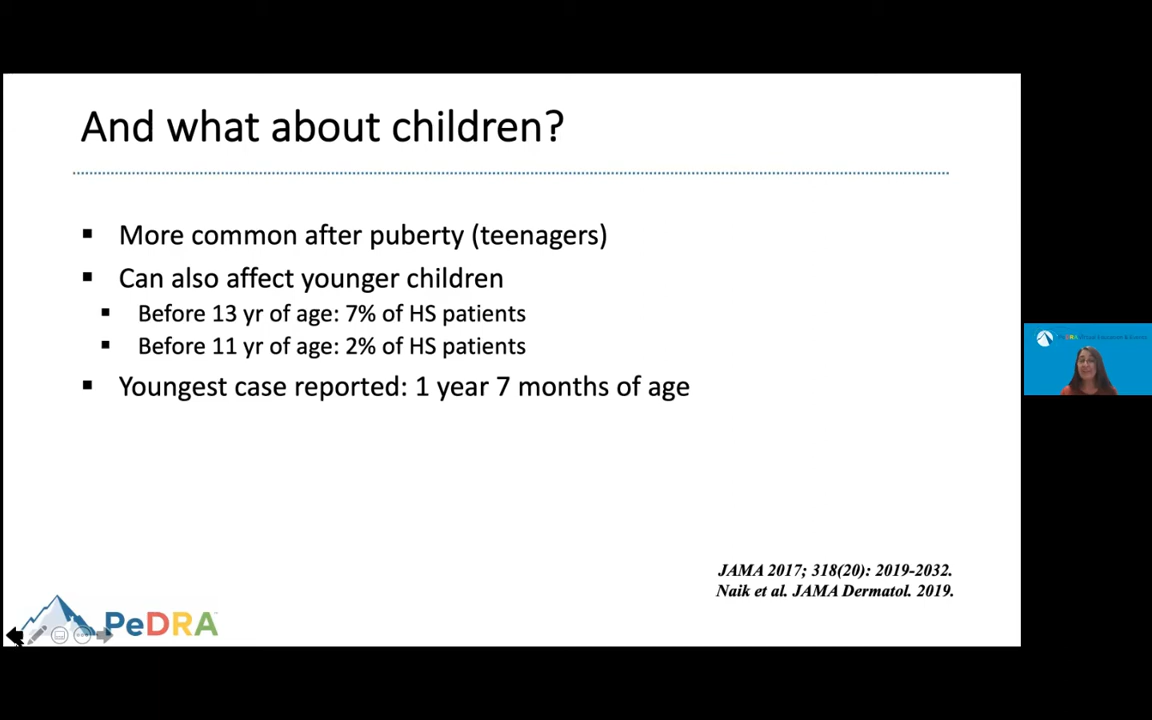 And what about children?
▪ More common after puberty (teenagers)
▪ Can also affect younger children
▪ Before 13 yr of age: 7% of HS patients
▪ Before 11 yr of age: 2% of HS patients
▪ Youngest case reported: 1 year 7 months of age
JAMA 2017; 318(20): 2019-2032.
Naik et al. JAMA Dermatol. 2019.
PeDRA